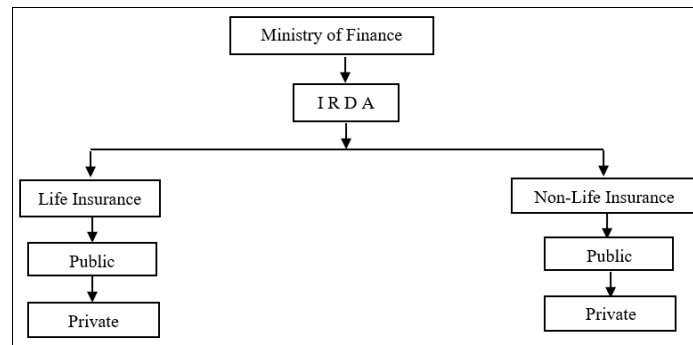 Ministry of Finance
I R D A
Life Insurance
Non-Life Insurance
Public
Public
Private
Private